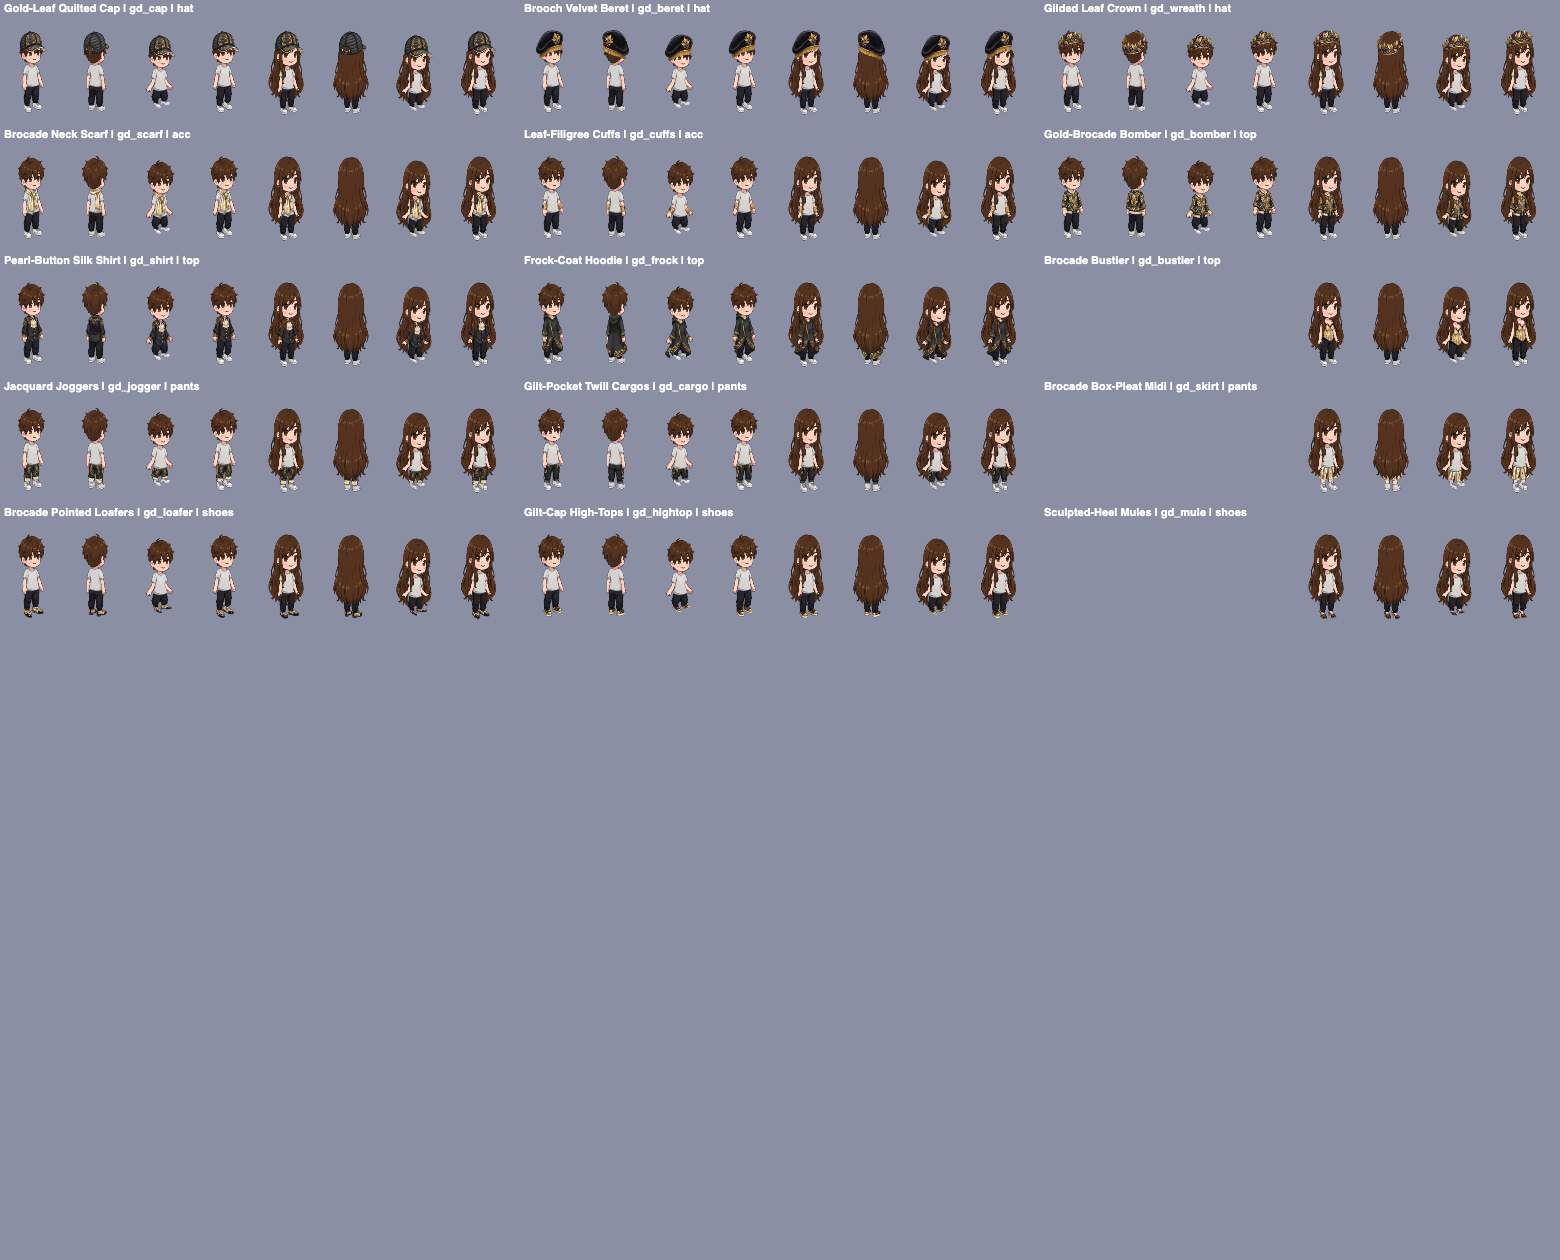 Gold-Leaf Quilted Cap | gd_cap | hat
Brooch Velvet Beret | gd_beret | hat
Gilded Leaf Crown | gd_wreath | hat
Brocade Neck Scarf | gd_scarf | acc
Leaf-Filigree Cuffs | gd_cuffs | acc
Gold-Brocade Bomber | gd_bomber | top
Pearl-Button Silk Shirt | gd_shirt | top
Frock-Coat Hoodie | gd_frock | top
Brocade Bustier | gd_bustier | top
Jacquard Joggers | gd_jogger | pants
Gilt-Pocket Twill Cargos | gd_cargo | pants
Brocade Box-Pleat Midi | gd_skirt | pants
Brocade Pointed Loafers | gd_loafer | shoes
Gilt-Cap High-Tops | gd_hightop | shoes
Sculpted-Heel Mules | gd_mule | shoes